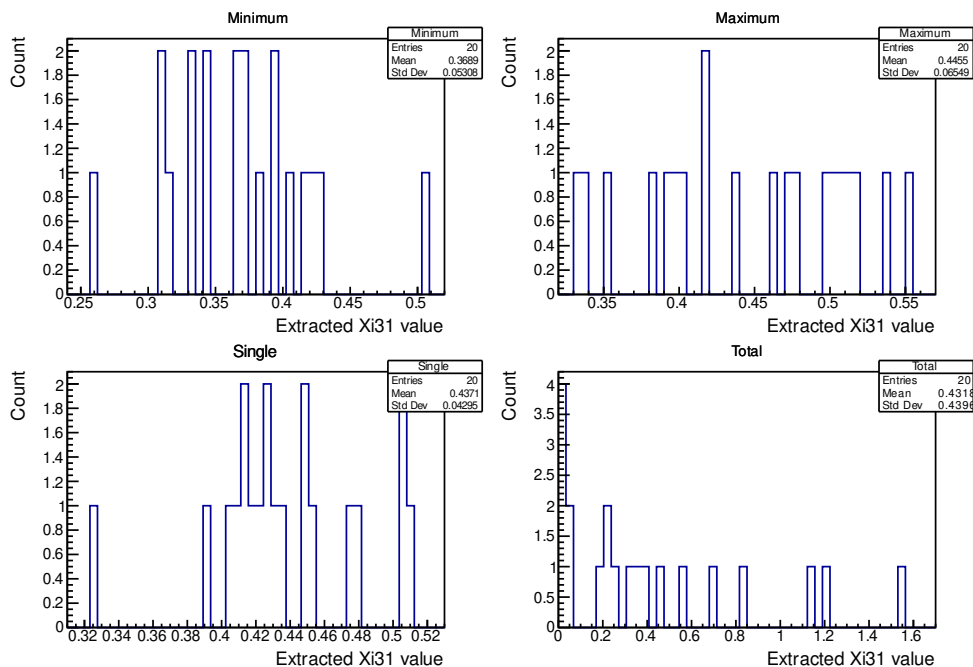 Minimum
Minimum
Entries 20
Mean 0.3689
Std Dev 0.05308
Count
2
1.8
1.6
1.4
1.2
1
0.8
0.6
0.4
0.2
0
0.25 0.3 0.35 0.4 0.45 0.5
Extracted Xi31 value
Maximum
Maximum
Entries 20
Mean 0.4455
Std Dev 0.06549
Count
2
1.8
1.6
1.4
1.2
1
0.8
0.6
0.4
0.2
0
0.35 0.4 0.45 0.5 0.55
Extracted Xi31 value
Single
Single
Entries 20
Mean 0.4371
Std Dev 0.04295
Count
2
1.8
1.6
1.4
1.2
1
0.8
0.6
0.4
0.2
0
0.32 0.34 0.36 0.38 0.4 0.42 0.44 0.46 0.48 0.5 0.52
Extracted Xi31 value
Total
Total
Entries 20
Mean 0.4318
Std Dev 0.4396
Count
4
3.5
3
2.5
2
1.5
1
0.5
0
0 0.2 0.4 0.6 0.8 1 1.2 1.4 1.6
Extracted Xi31 value